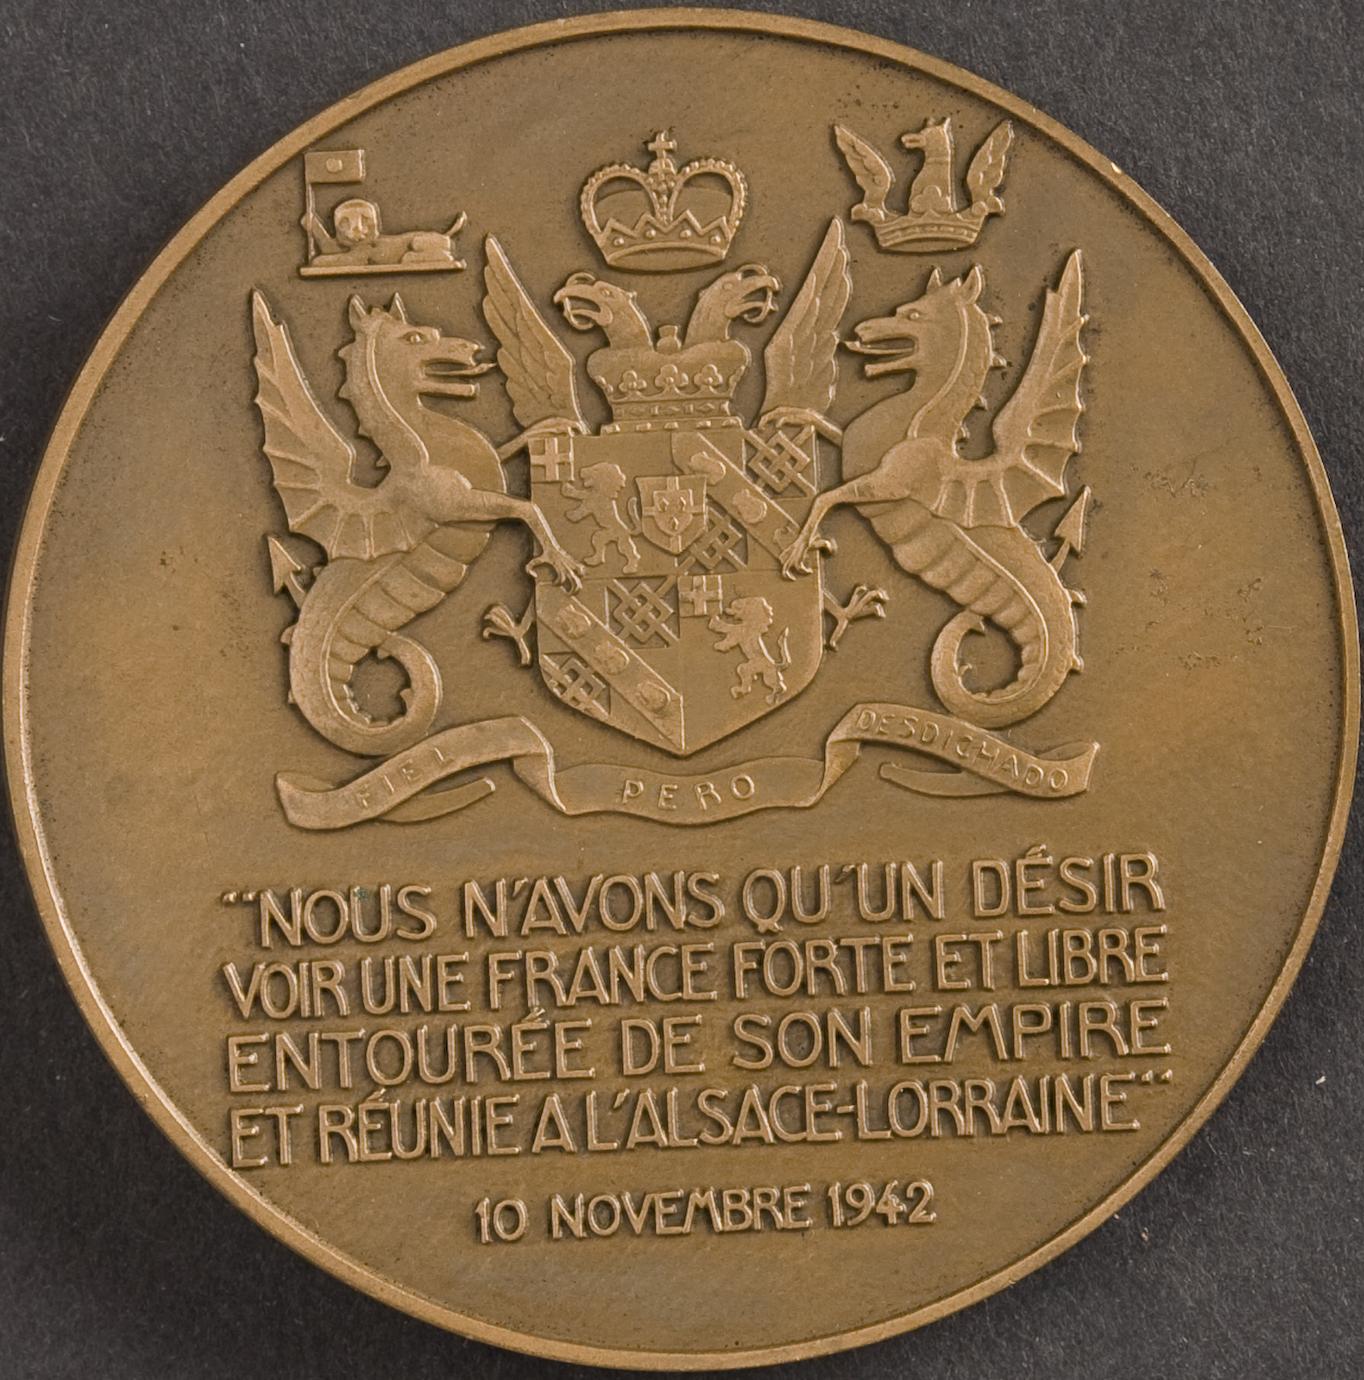 FIEL PERO DESDICHADO
"NOUS N'AVONS QU'UN DÉSIR
VOIR UNE FRANCE FORTE ET LIBRE
ENTOURÉE DE SON EMPIRE
ET RÉUNIE A L'ALSACE-LORRAINE"
10 NOVEMBRE 1942